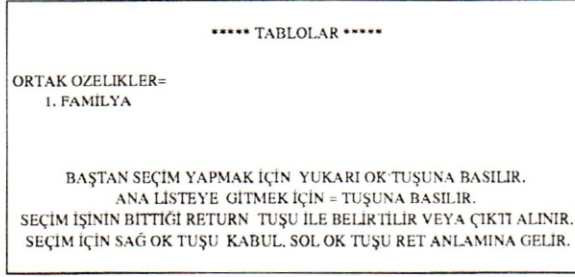 ***** TABLOLAR *****
ORTAK OZELIKLER=
1. FAMİLYA
BAŞTAN SEÇİM YAPMAK İÇİN YUKARI OK TUŞUNA BASILIR.
ANA LİSTEYE GİTMEK İÇİN = TUŞUNA BASILIR.
SEÇİM İŞİNİN BİTTİĞİ RETURN TUŞU İLE BELİRTİLİR VEYA ÇIKTI ALINIR.
SEÇİM İÇİN SAĞ OK TUŞU KABUL, SOL OK TUŞU RET ANLAMINA GELİR.